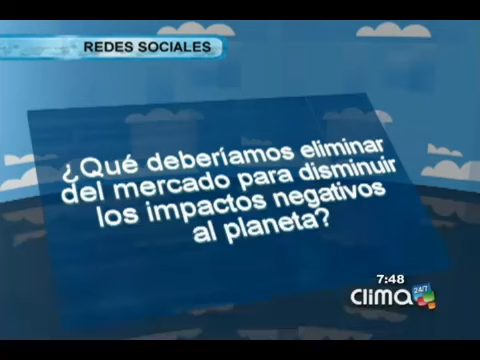 REDES SOCIALES
¿Qué deberíamos eliminar
del mercado para disminuir
los impactos negativos
al planeta?
7:48
clima 24/7